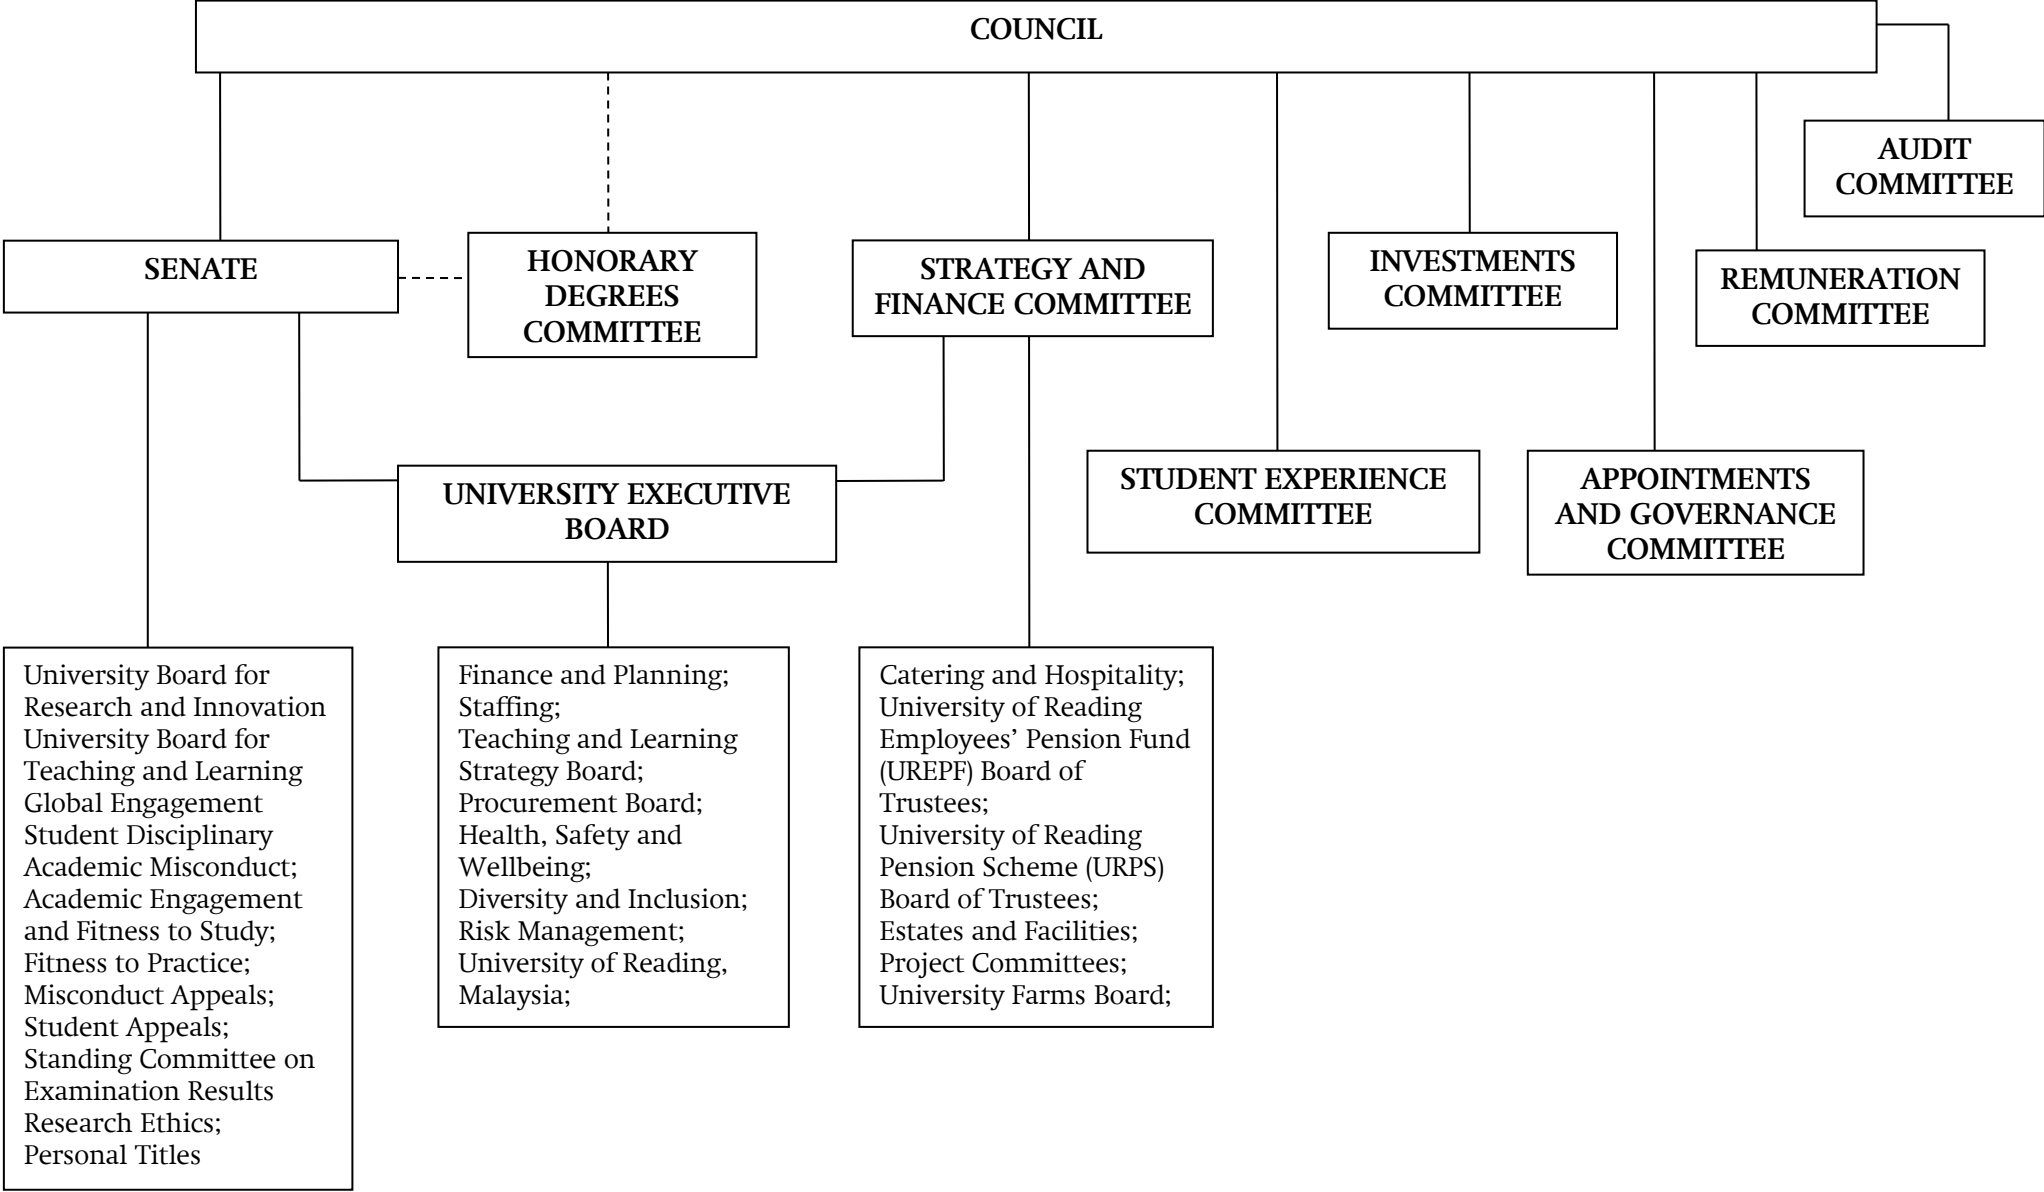 COUNCIL
AUDIT
COMMITTEE
SENATE
HONORARY
DEGREES
COMMITTEE
STRATEGY AND
FINANCE COMMITTEE
INVESTMENTS
COMMITTEE
REMUNERATION
COMMITTEE
UNIVERSITY EXECUTIVE
BOARD
STUDENT EXPERIENCE
COMMITTEE
APPOINTMENTS
AND GOVERNANCE
COMMITTEE
University Board for
Research and Innovation
University Board for
Teaching and Learning
Global Engagement
Student Disciplinary
Academic Misconduct;
Academic Engagement
and Fitness to Study;
Fitness to Practice;
Misconduct Appeals;
Student Appeals;
Standing Committee on
Examination Results
Research Ethics;
Personal Titles
Finance and Planning;
Staffing;
Teaching and Learning
Strategy Board;
Procurement Board;
Health, Safety and
Wellbeing;
Diversity and Inclusion;
Risk Management;
University of Reading,
Malaysia;
Catering and Hospitality;
University of Reading
Employees’ Pension Fund
(UREPF) Board of
Trustees;
University of Reading
Pension Scheme (URPS)
Board of Trustees;
Estates and Facilities;
Project Committees;
University Farms Board;